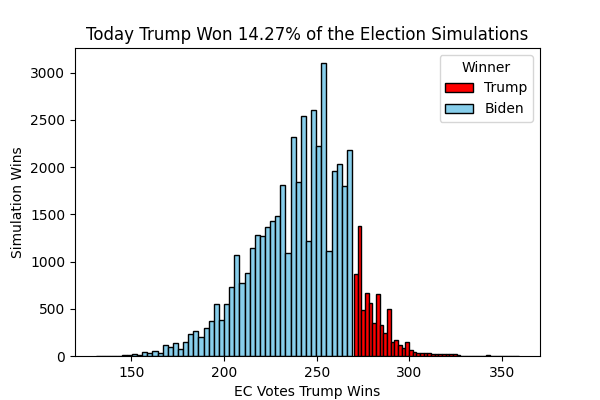 Today Trump Won 14.27% of the Election Simulations
Winner
Trump
Biden
Simulation Wins
3000
2500
2000
1500
1000
500
0
150
200
250
300
350
EC Votes Trump Wins